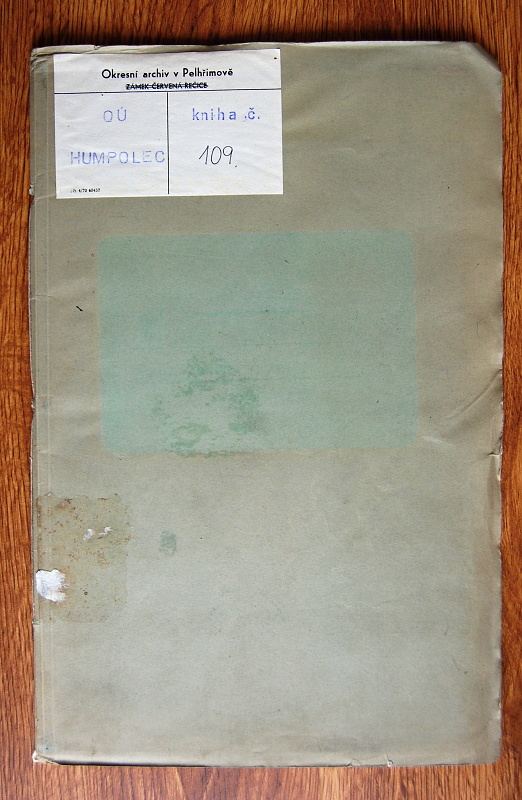 Okresní archiv v Pelhřimově
ZÁMEK ČERVENÁ ŘEČICE
OÚ kniha č.
HUMPOLEC 109.